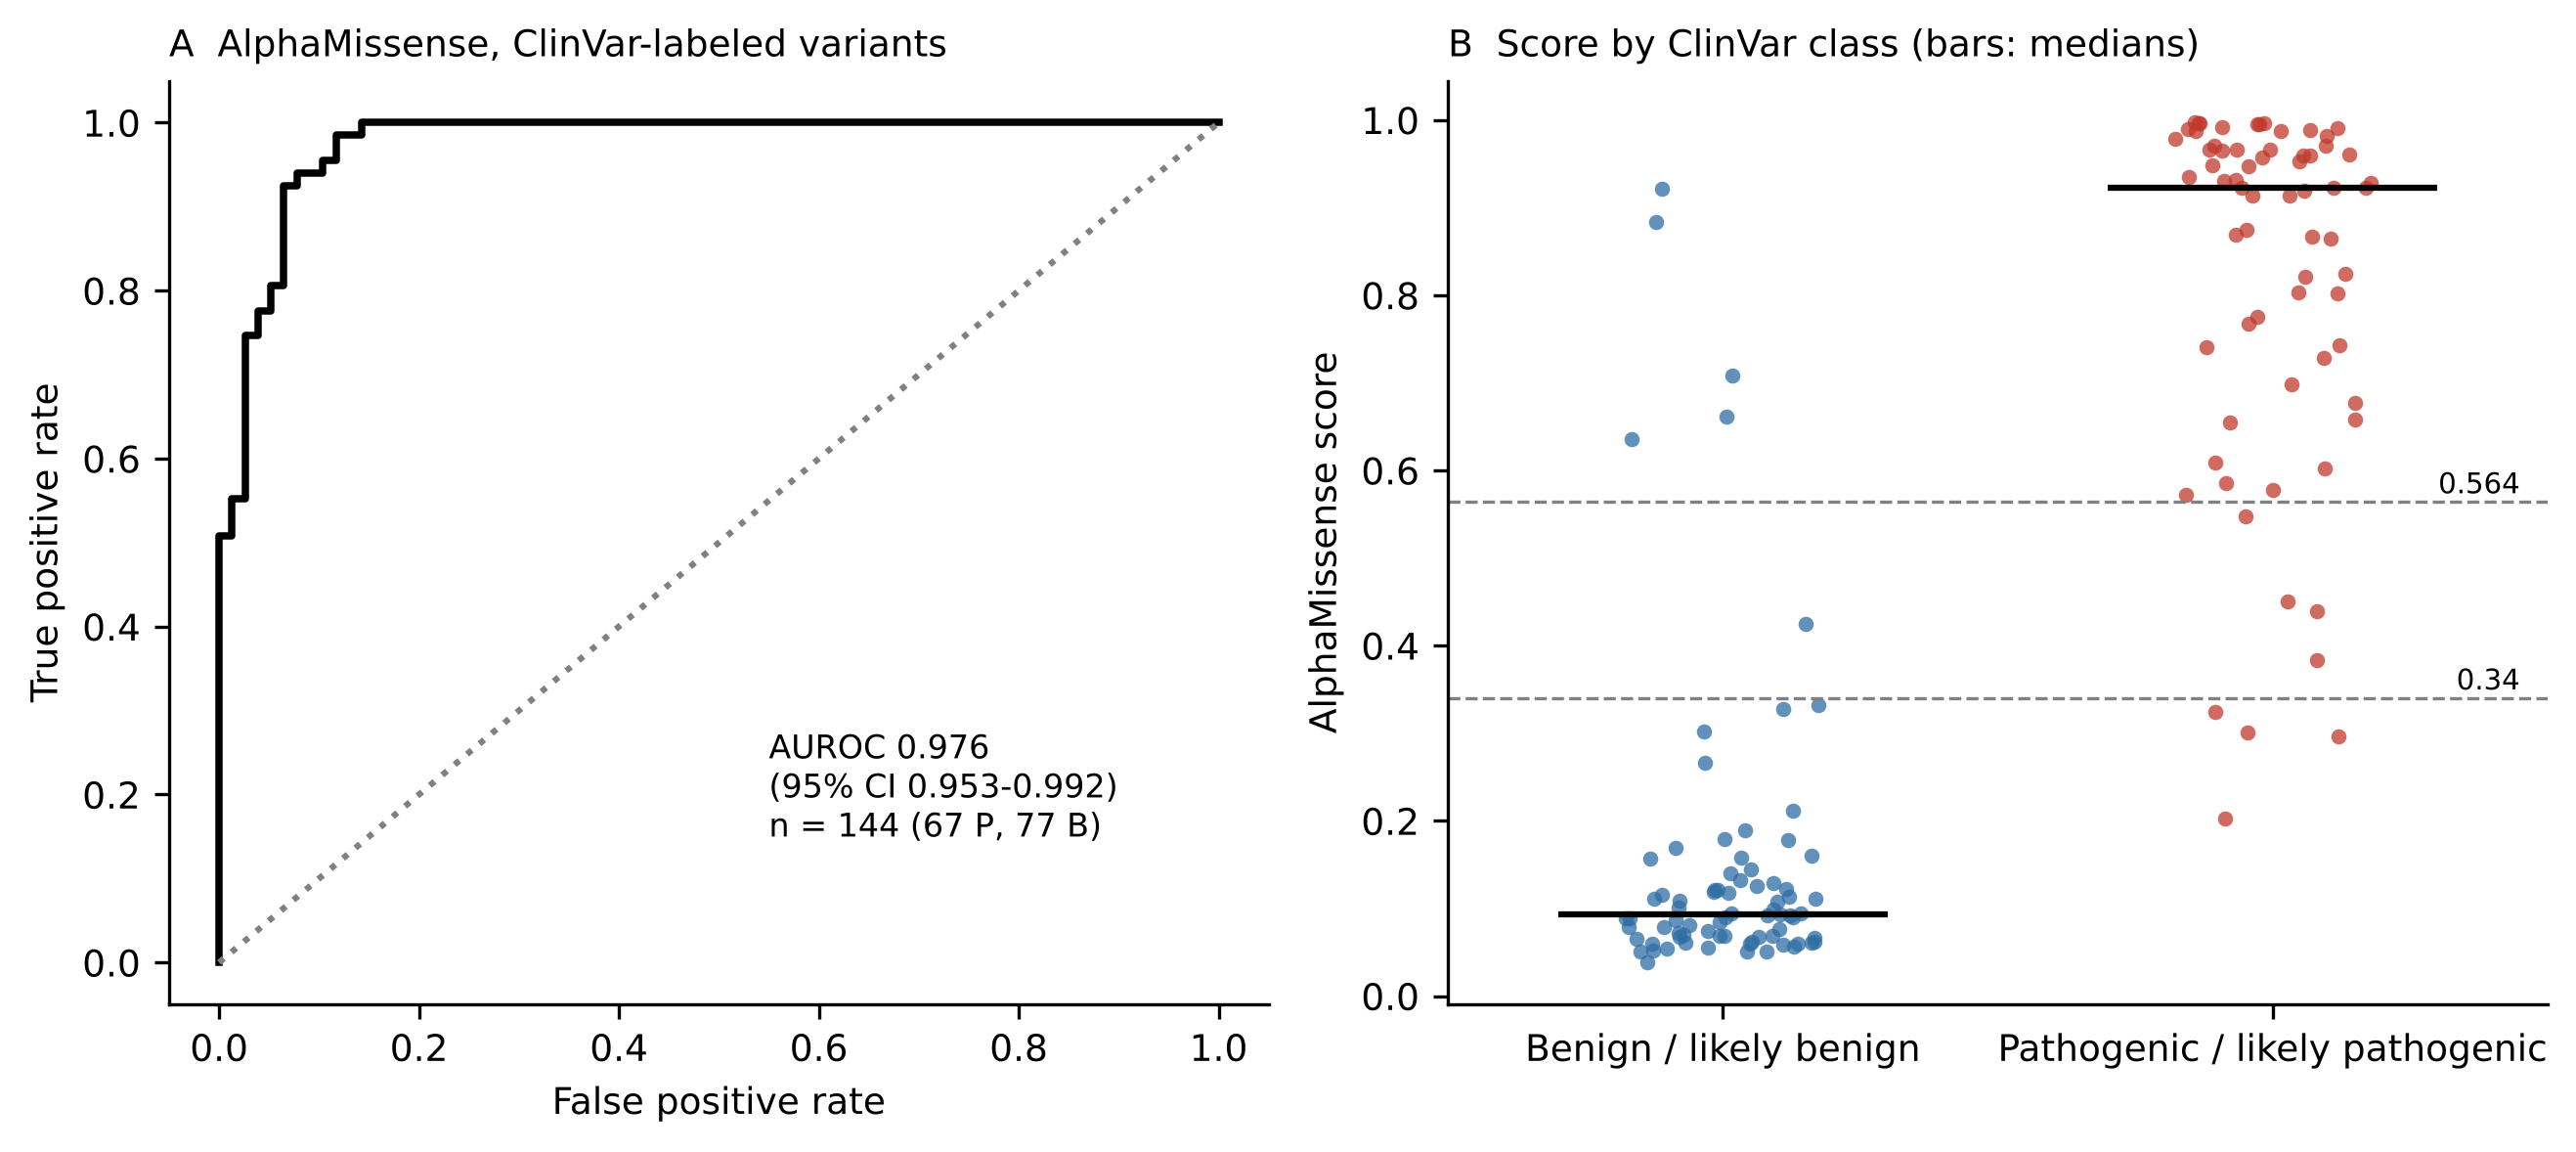 A  AlphaMissense, ClinVar-labeled variants
True positive rate
1.0
0.8
0.6
0.4
0.2
0.0
AUROC 0.976
(95% CI 0.953-0.992)
n = 144 (67 P, 77 B)
0.0 0.2 0.4 0.6 0.8 1.0
False positive rate
B  Score by ClinVar class (bars: medians)
AlphaMissense score
1.0
0.8
0.6
0.4
0.2
0.0
0.564
0.34
Benign / likely benign
Pathogenic / likely pathogenic